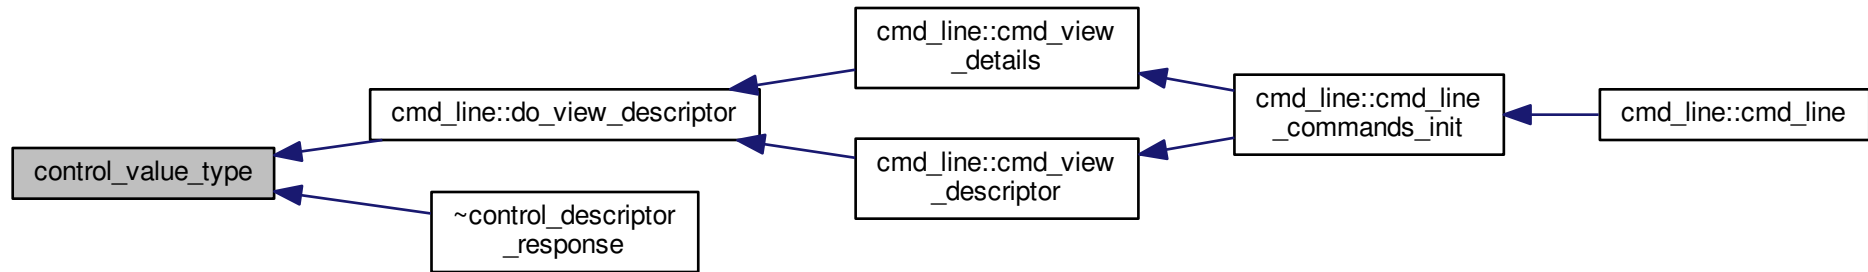 control_value_type
cmd_line::do_view_descriptor
~control_descriptor
_response
cmd_line::cmd_view
_details
cmd_line::cmd_view
_descriptor
cmd_line::cmd_line
_commands_init
cmd_line::cmd_line